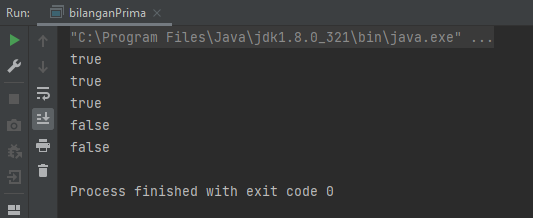 Run: bilanganPrima
"C:\Program Files\Java\jdk1.8.0_321\bin\java.exe" ...
true
true
true
false
false
Process finished with exit code 0